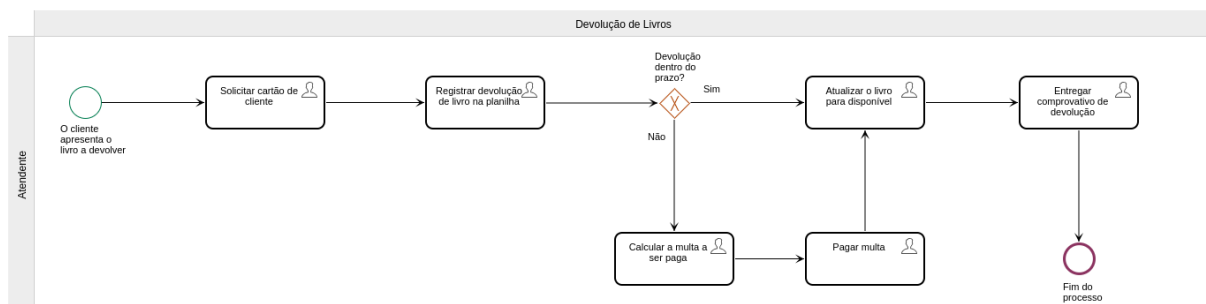 Devolução de Livros
Atendente
O cliente
apresenta o
livro a devolver
Solicitar cartão de
cliente
Registrar devolução
de livro na planilha
Devolução
dentro do
prazo?
Sim
Não
Atualizar o livro
para disponível
Entregar
comprovativo de
devolução
Calcular a multa a
ser paga
Pagar multa
Fim do
processo